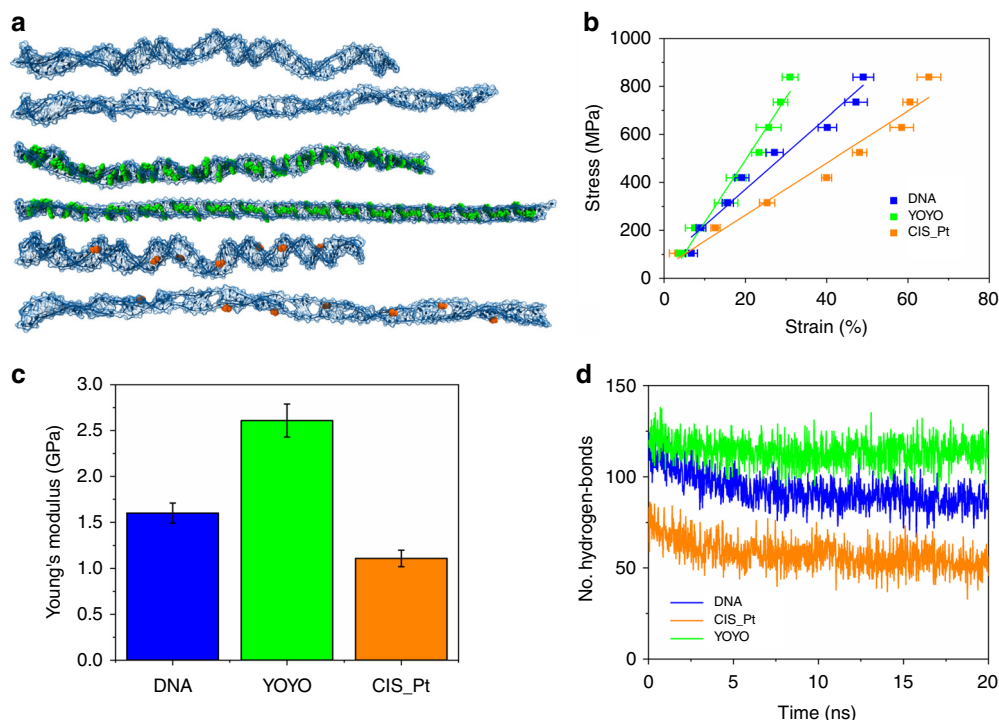 a
b
1000
800
600
400
200
0
Stress (MPa)
DNA
YOYO
CIS_Pt
0
20
40
60
80
Strain (%)
c
3.0
2.5
2.0
1.5
1.0
0.5
0.0
Young's modulus (GPa)
DNA
YOYO
CIS_Pt
d
150
100
50
0
No. hydrogen-bonds
DNA
CIS_Pt
YOYO
0
5
10
15
20
Time (ns)